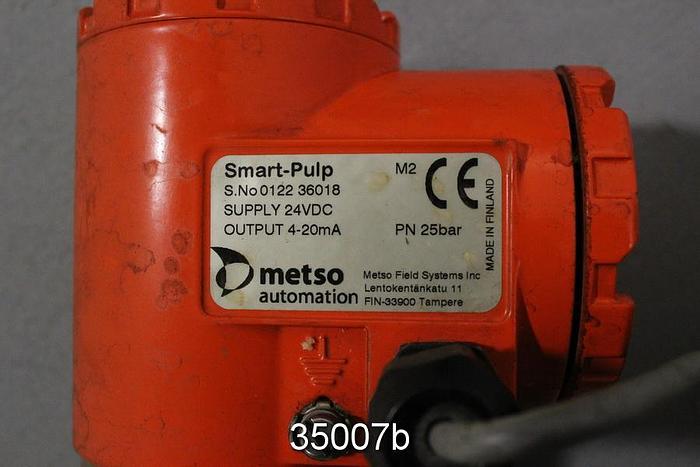 Smart-Pulp M2
S.No 0122 36018
SUPPLY 24VDC
OUTPUT 4-20mA PN 25bar
CE
MADE IN FINLAND
metso
automation
Metso Field Systems Inc
Lentokentänkatu 11
FIN-33900 Tampere
35007b